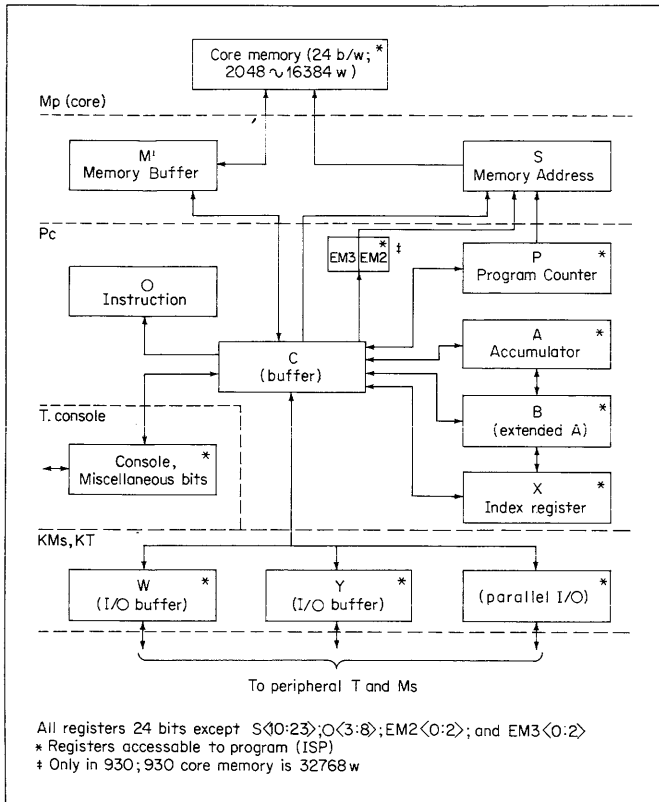 Core memory (24 b/w; *
2048 ~ 16384 w)
Mp (core)
M'
Memory Buffer
S
Memory Address
Pc
EM3 EM2 * ‡
P *
Program Counter
O
Instruction
C
(buffer)
A *
Accumulator
T. console
B *
(extended A)
Console, *
Miscellaneous bits
X *
Index register
KMs, KT
W *
(I/O buffer)
Y *
(I/O buffer)
*
(parallel I/O)
To peripheral T and Ms
All registers 24 bits except S⟨10:23⟩;O⟨3:8⟩;EM2⟨0:2⟩; and EM3⟨0:2⟩
* Registers accessable to program (ISP)
‡ Only in 930; 930 core memory is 32768 w